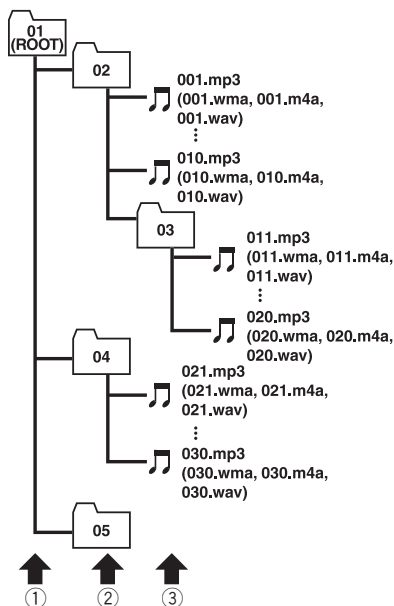 01
(ROOT)
02
001.mp3
(001.wma, 001.m4a,
001.wav)
010.mp3
(010.wma, 010.m4a,
010.wav)
03
011.mp3
(011.wma, 011.m4a,
011.wav)
020.mp3
(020.wma, 020.m4a,
020.wav)
04
021.mp3
(021.wma, 021.m4a,
021.wav)
030.mp3
(030.wma, 030.m4a,
030.wav)
05
① ② ③